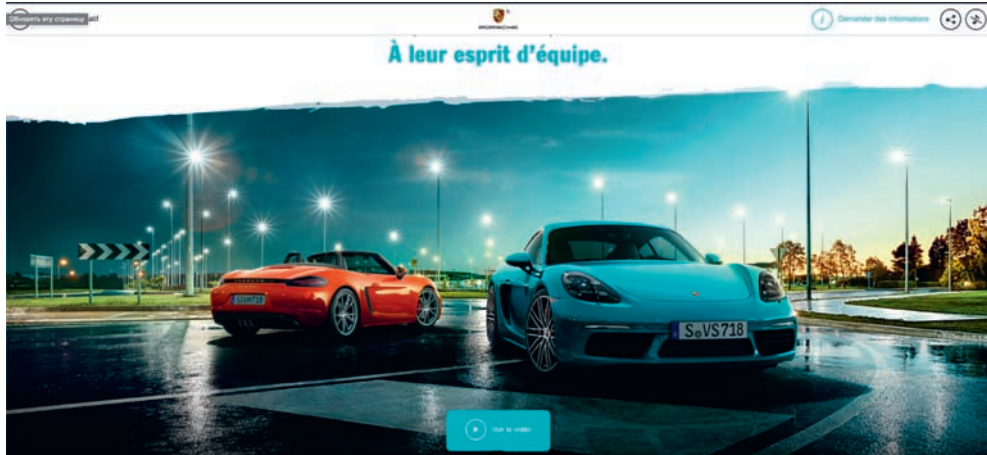 Обновить эту страницу
PORSCHE
Demander des informations
À leur esprit d’équipe.
S VS718
Voir la vidéo